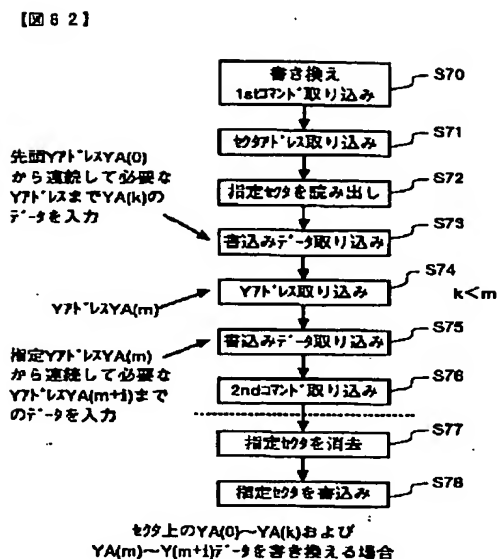 【図62】
書き換え
1stコマンド取り込み
S70
セクタアドレス取り込み
S71
指定セクタを読み出し
S72
先頭YアドレスYA(0)
から連続して必要な
YアドレスまでYA(k)の
データを入力
書込みデータ取り込み
S73
Yアドレス取り込み
S74
k<m
YアドレスYA(m)
書込みデータ取り込み
S75
指定YアドレスYA(m)
から連続して必要な
YアドレスYA(m+i)まで
のデータを入力
2ndコマンド取り込み
S76
指定セクタを消去
S77
指定セクタを書込み
S78
セクタ上のYA(0)~YA(k)および
YA(m)~Y(m+i)データを書き換える場合